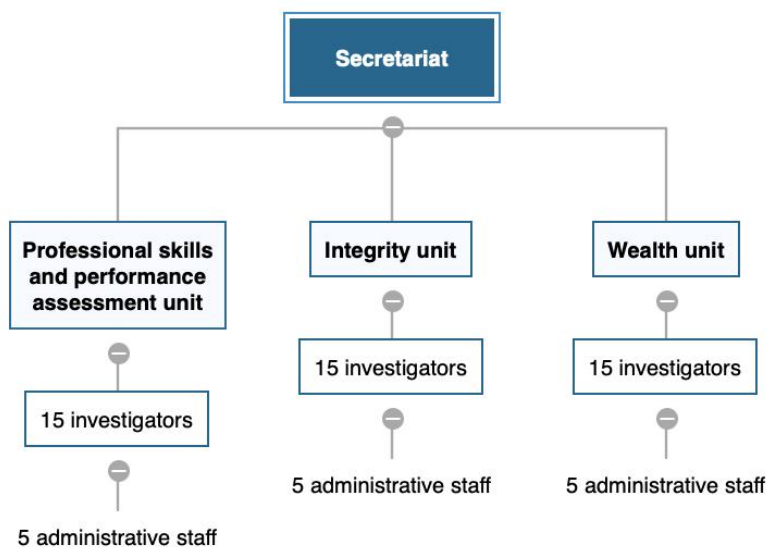 Secretariat
Professional skills
and performance
assessment unit
Integrity unit
Wealth unit
15 investigators
15 investigators
15 investigators
5 administrative staff
5 administrative staff
5 administrative staff